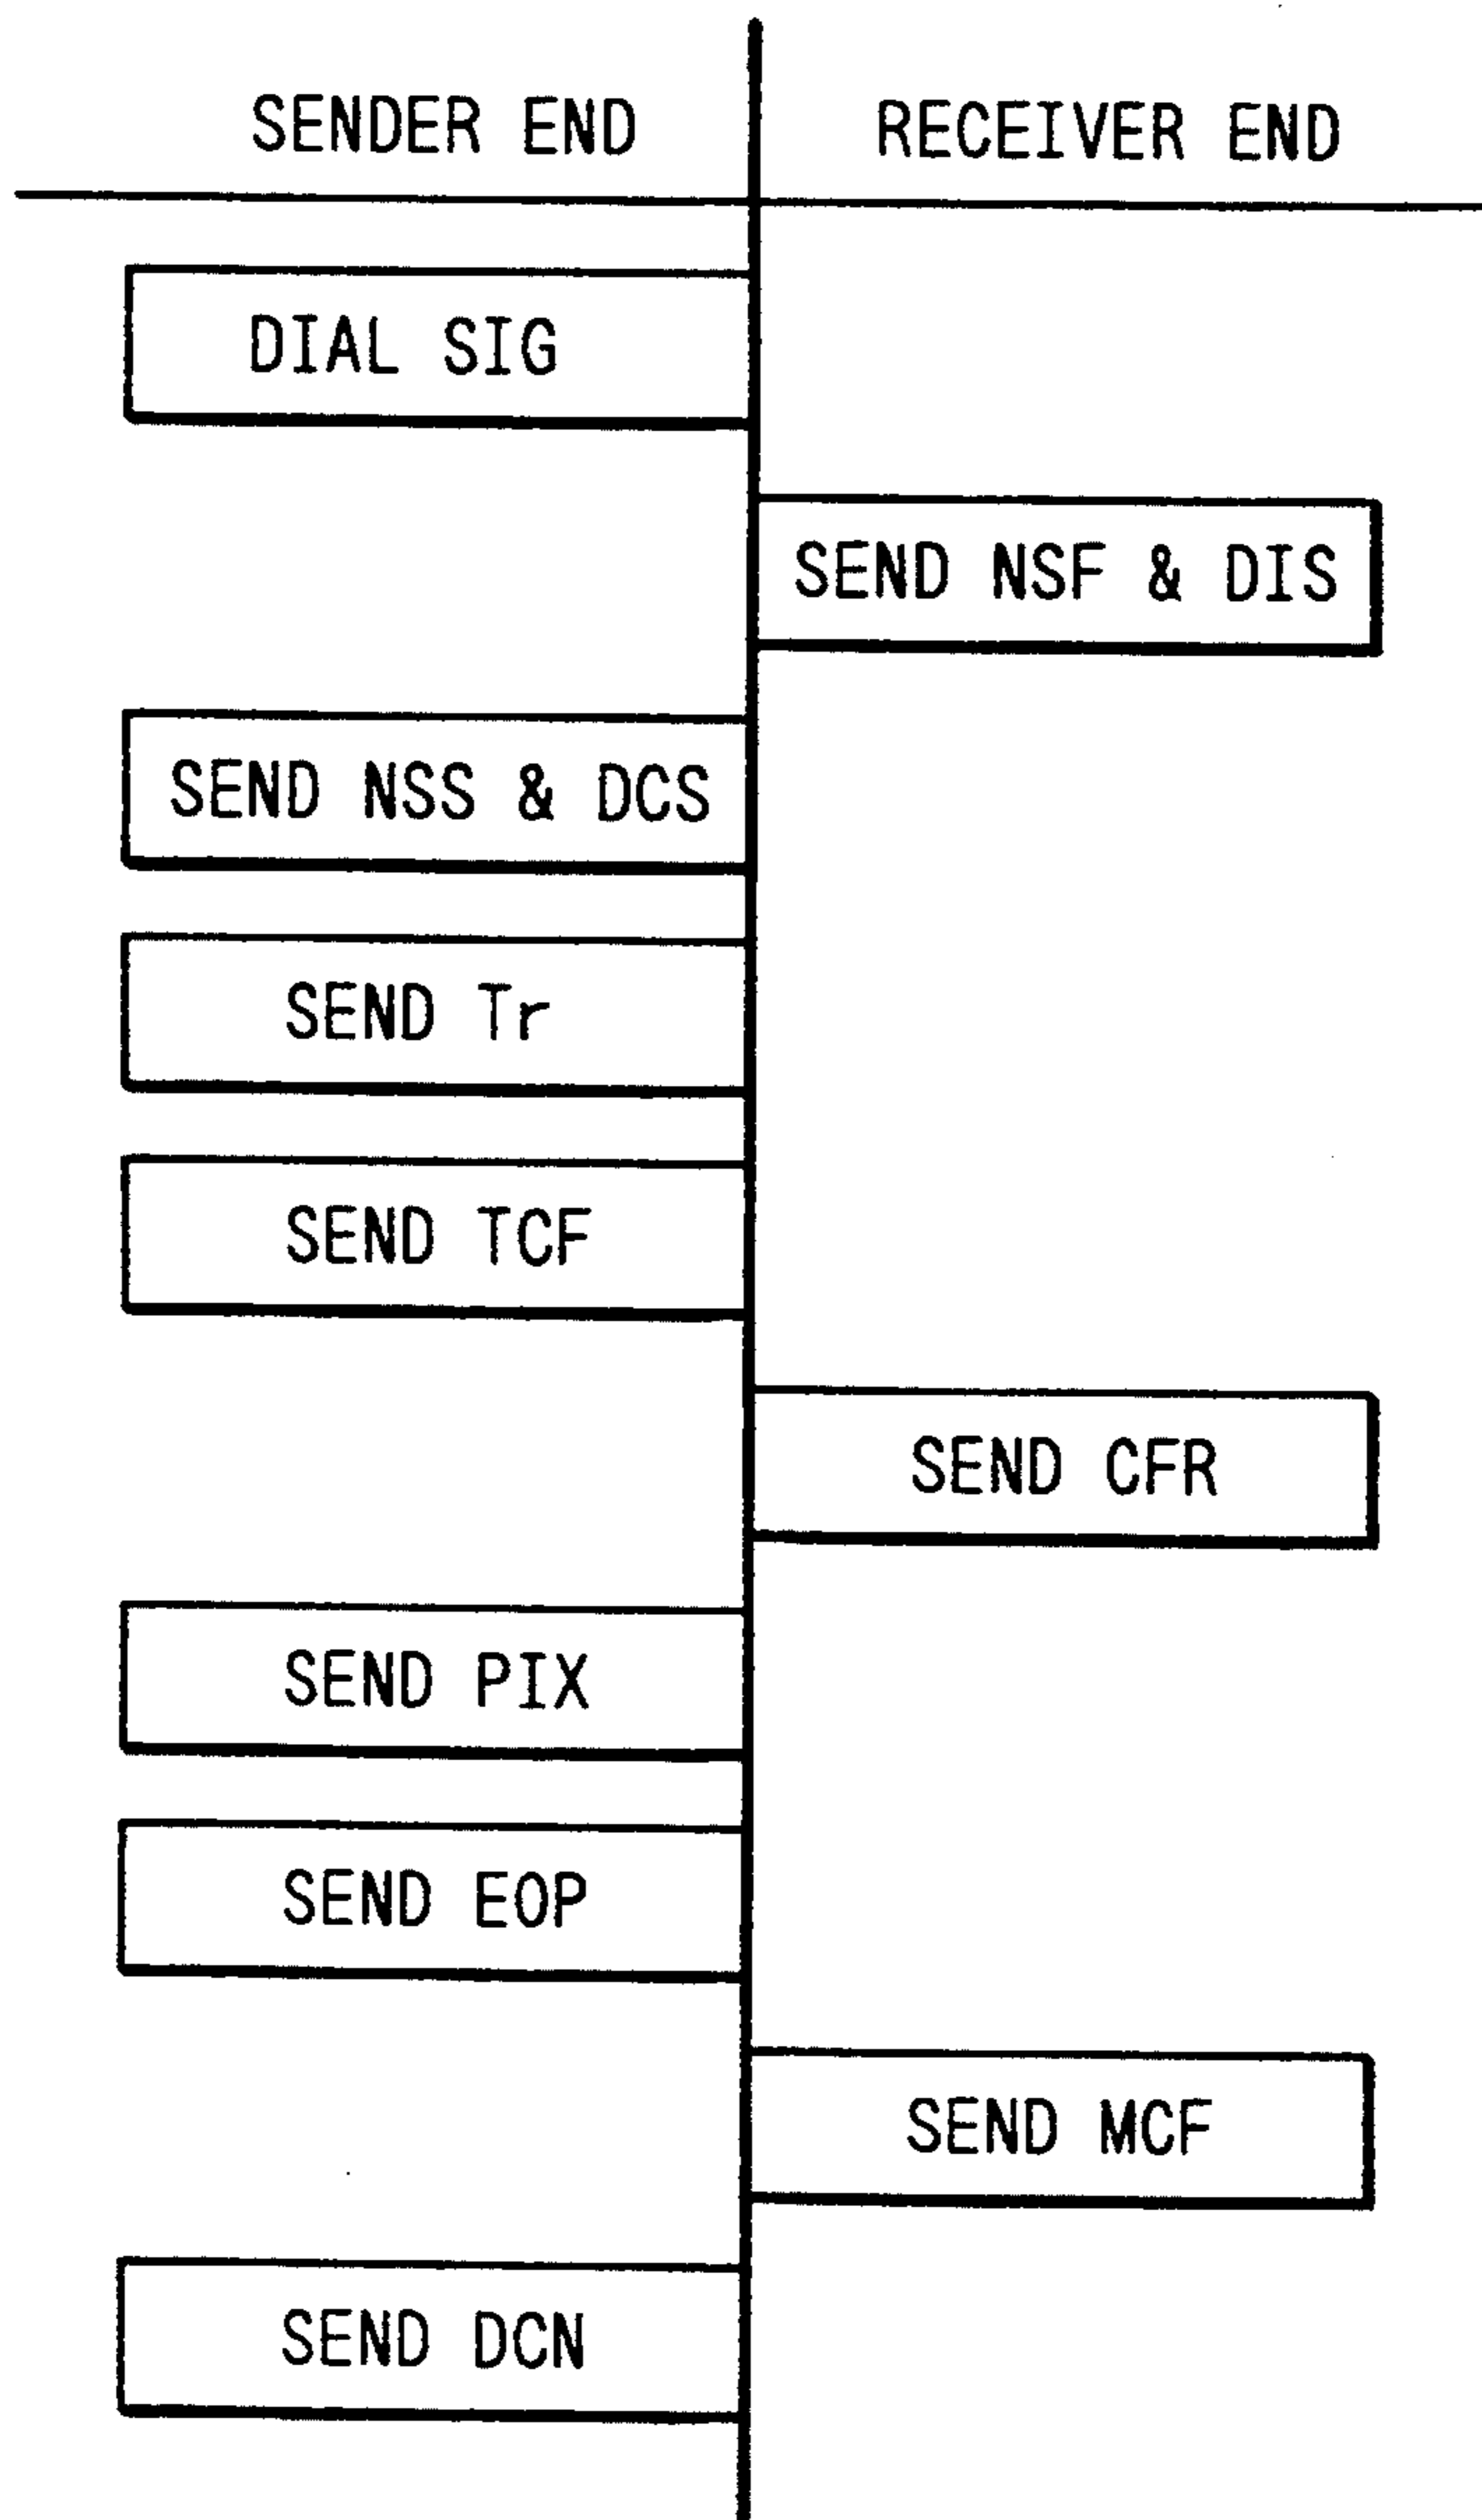 SENDER END
RECEIVER END
DIAL SIG
SEND NSF & DIS
SEND NSS & DCS
SEND Tr
SEND TCF
SEND CFR
SEND PIX
SEND EOP
SEND MCF
SEND DCN